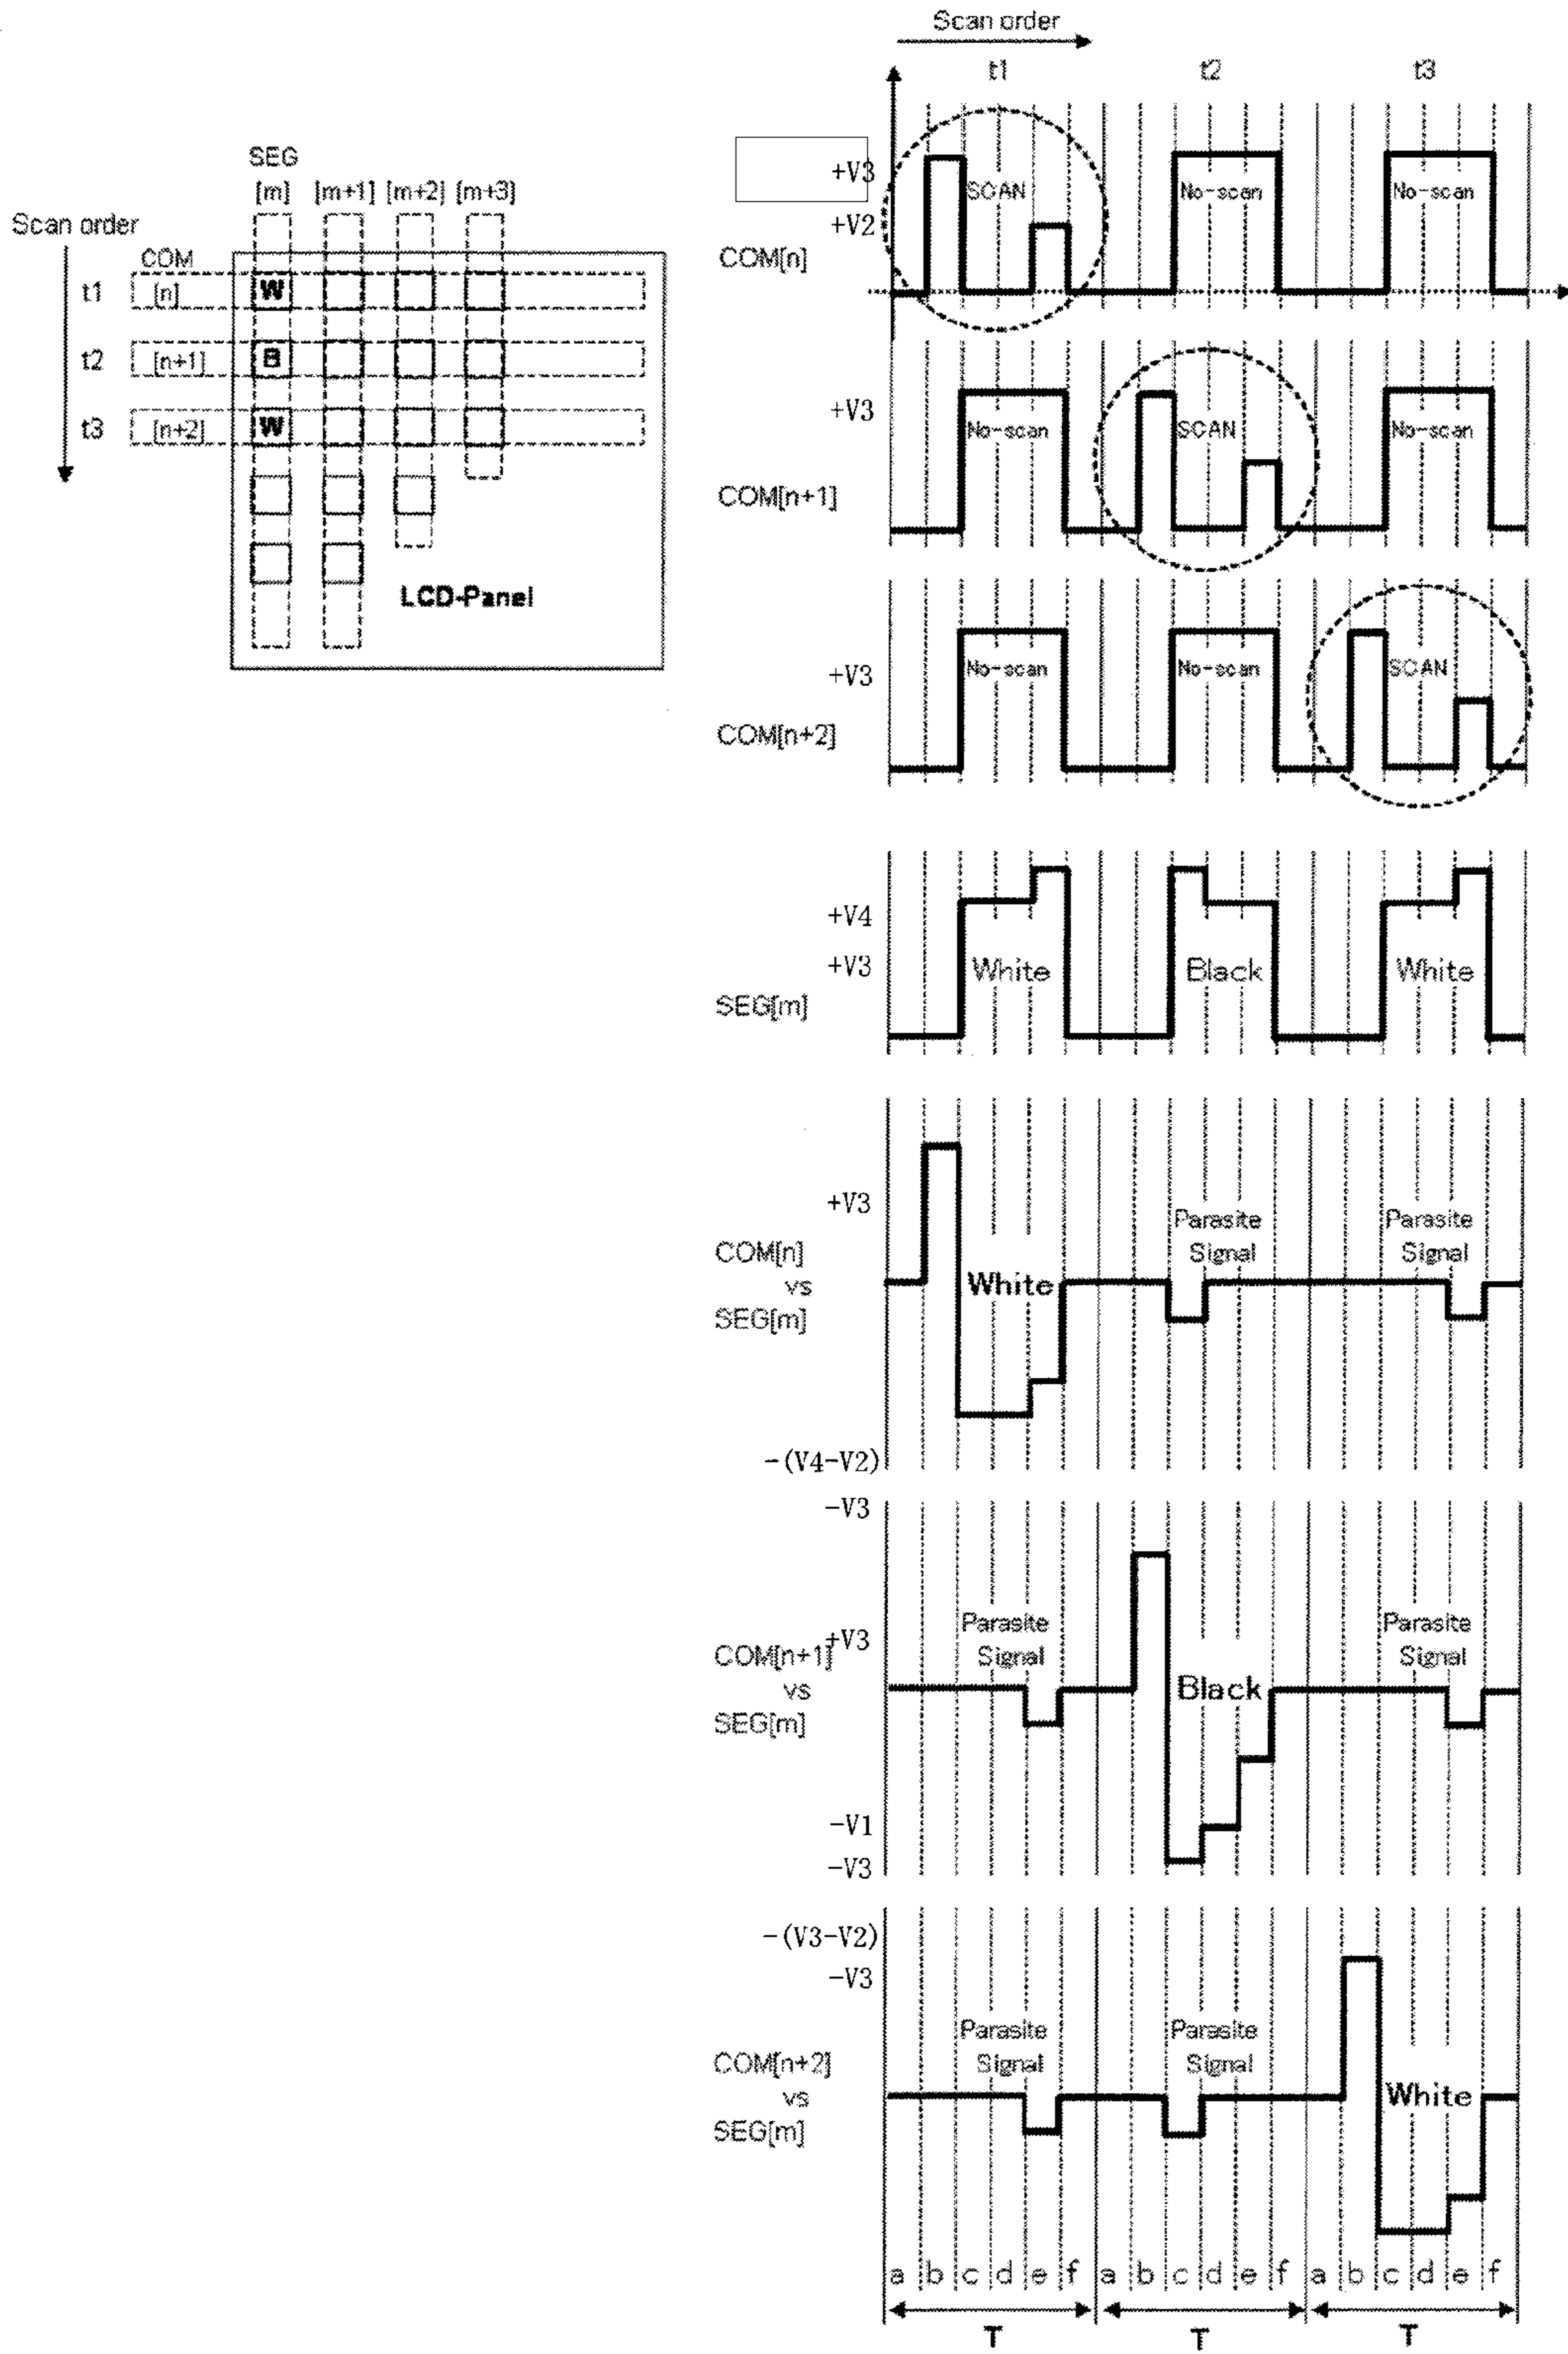 Scan order
t1 t2 t3
SEG
[m] [m+1] [m+2] [m+3]
Scan order
COM
t1 [n] W
t2 [n+1] B
t3 [n+2] W
LCD-Panel
+V3
+V2
COM[n]
SCAN No-scan No-scan
+V3
COM[n+1]
No-scan SCAN No-scan
+V3
COM[n+2]
No-scan No-scan SCAN
+V4
+V3
SEG[m]
White Black White
+V3
COM[n]
vs
SEG[m]
White
Parasite
Signal
Parasite
Signal
-(V4-V2)
-V3
+V3
COM[n+1]
vs
SEG[m]
Parasite
Signal
Black
Parasite
Signal
-V1
-V3
-(V3-V2)
-V3
COM[n+2]
vs
SEG[m]
Parasite
Signal
Parasite
Signal
White
a b c d e f a b c d e f a b c d e f
T T T